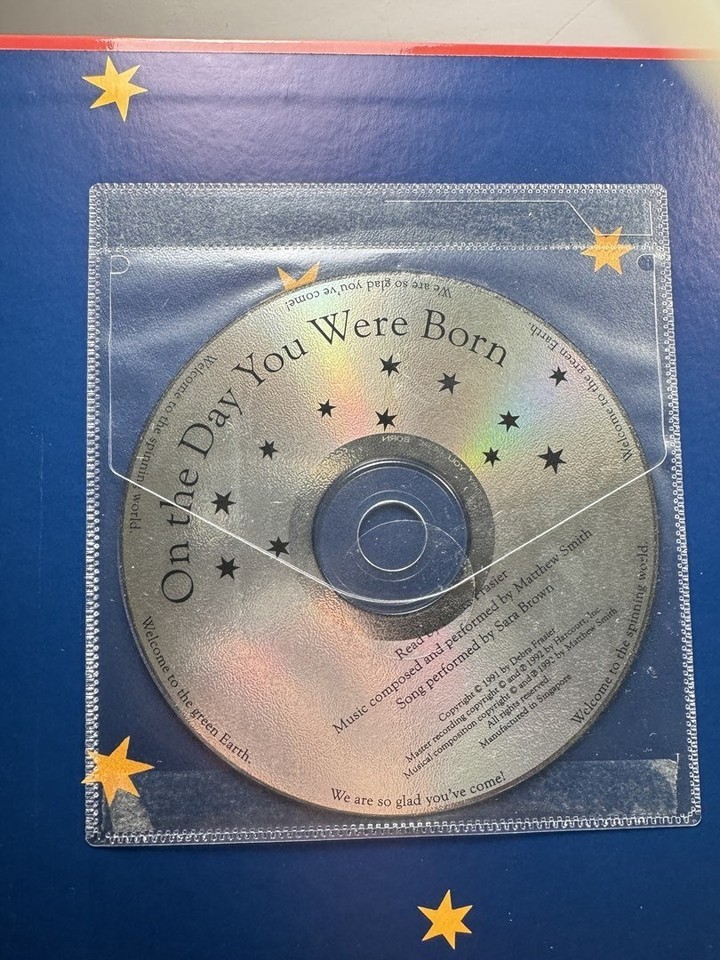 On the Day You Were Born
We are so glad you've come!
Welcome to the green Earth.
Welcome to the spinning world.
We are so glad you've come!
Welcome to the green Earth.
Welcome to the world
Read Frasier
Music composed and performed by Matthew Smith
Song performed by Sara Brown
Copyright © 1991 by Debra Frasier
Master recording copyright © and ℗ 1992 by Harcourt, Inc.
Musical composition copyright © and ℗ 1992 by Matthew Smith
All rights reserved.
Manufactured in Singapore